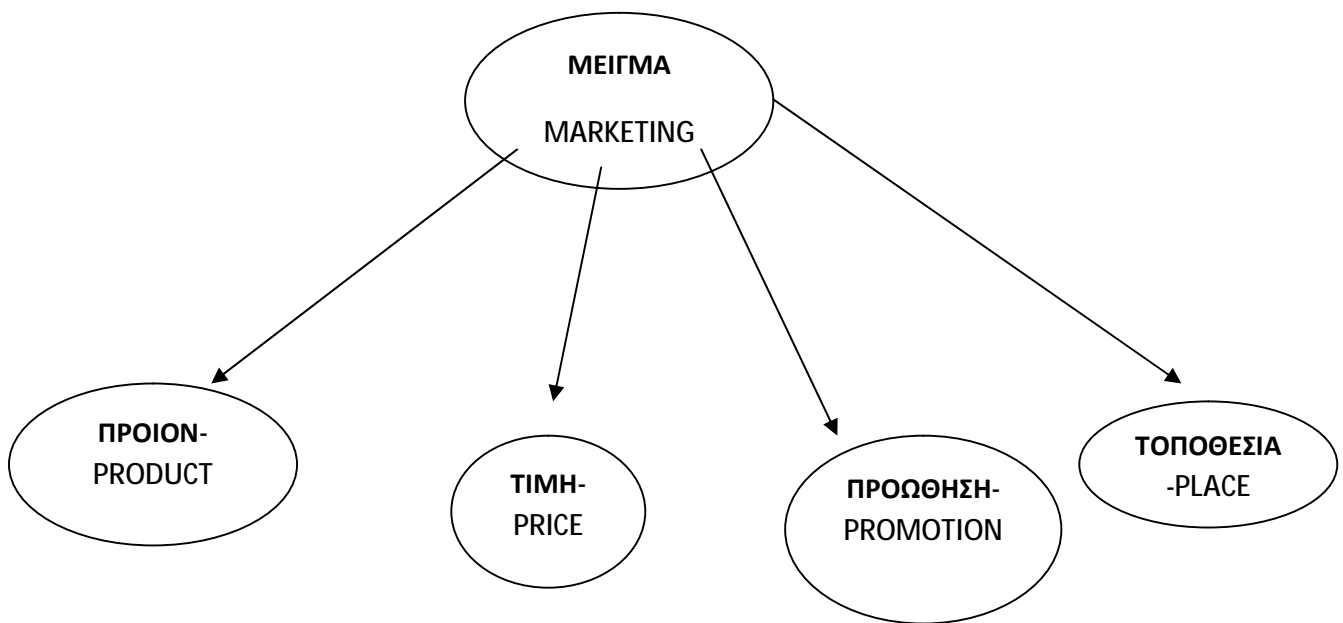 ΜΕΙΓΜΑ
MARKETING
ΠΡΟΙΟΝ-
PRODUCT
ΤΙΜΗ-
PRICE
ΠΡΟΩΘΗΣΗ-
PROMOTION
ΤΟΠΟΘΕΣΙΑ
-PLACE